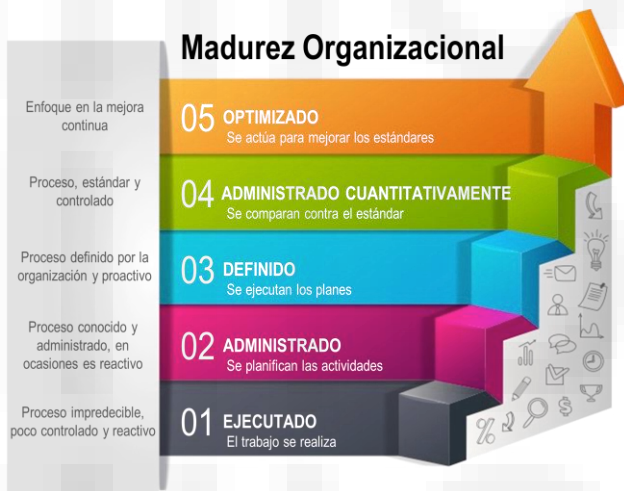 Madurez Organizacional
Enfoque en la mejora
continua
05 OPTIMIZADO
Se actúa para mejorar los estándares
Proceso, estándar y
controlado
04 ADMINISTRADO CUANTITATIVAMENTE
Se comparan contra el estándar
Proceso definido por la
organización y proactivo
03 DEFINIDO
Se ejecutan los planes
Proceso conocido y
administrado, en
ocasiones es reactivo
02 ADMINISTRADO
Se planifican las actividades
Proceso impredecible,
poco controlado y reactivo
01 EJECUTADO
El trabajo se realiza
%
$